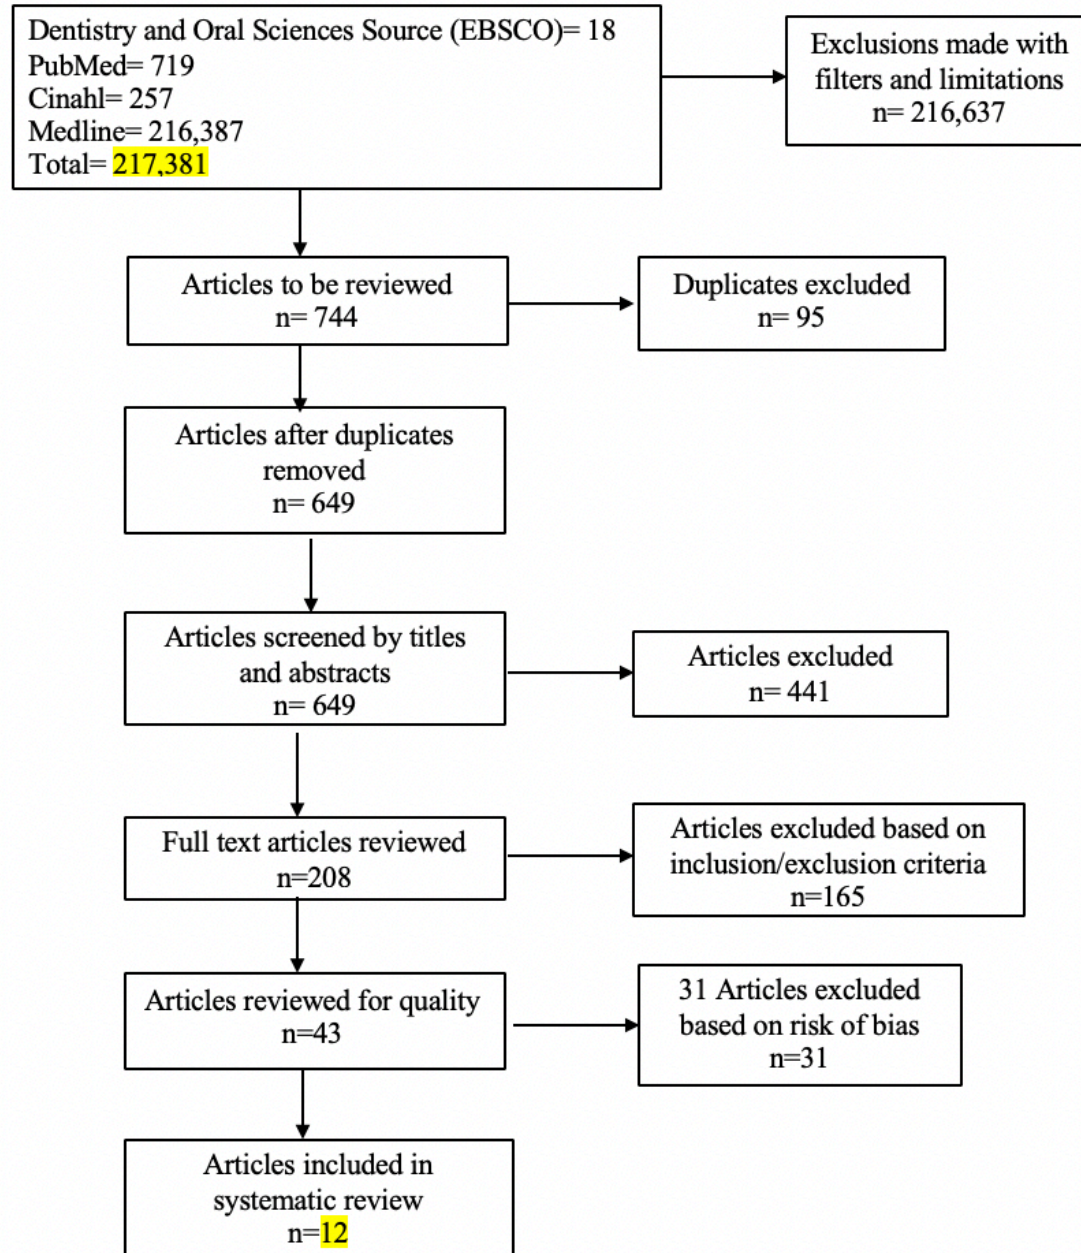 Dentistry and Oral Sciences Source (EBSCO)= 18
PubMed= 719
Cinahl= 257
Medline= 216,387
Total= 217,381
Exclusions made with
filters and limitations
n= 216,637
Articles to be reviewed
n= 744
Duplicates excluded
n= 95
Articles after duplicates
removed
n= 649
Articles screened by titles
and abstracts
n= 649
Articles excluded
n= 441
Full text articles reviewed
n=208
Articles excluded based on
inclusion/exclusion criteria
n=165
Articles reviewed for quality
n=43
31 Articles excluded
based on risk of bias
n=31
Articles included in
systematic review
n=12